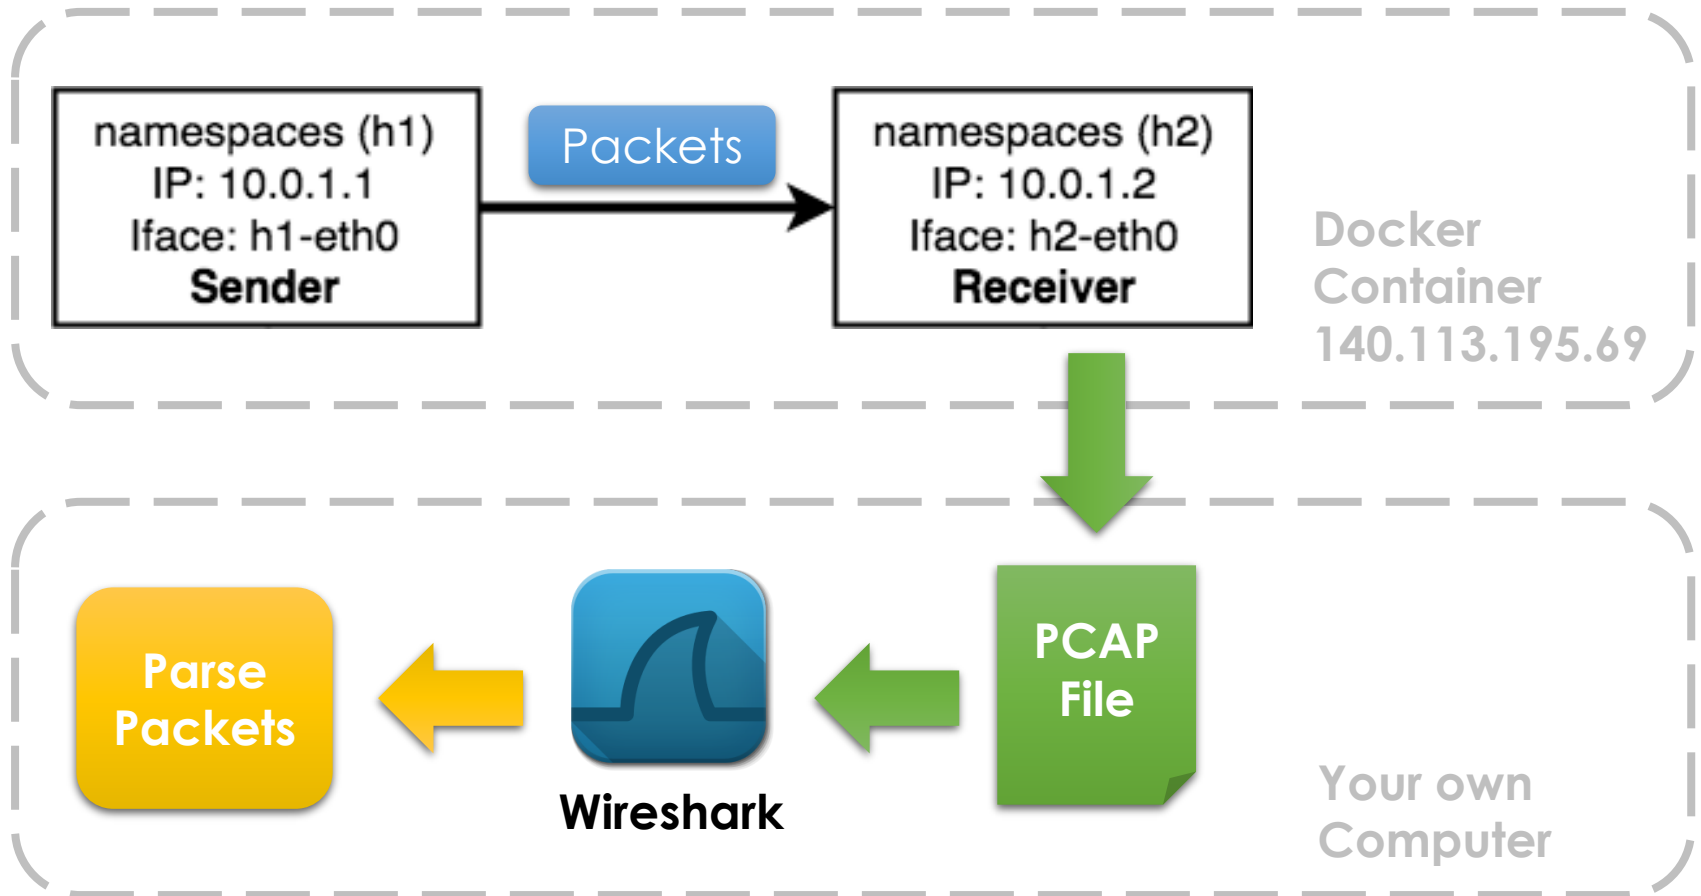 namespaces (h1)
IP: 10.0.1.1
Iface: h1-eth0
Sender
Packets
namespaces (h2)
IP: 10.0.1.2
Iface: h2-eth0
Receiver
Docker
Container
140.113.195.69
Parse
Packets
Wireshark
PCAP
File
Your own
Computer